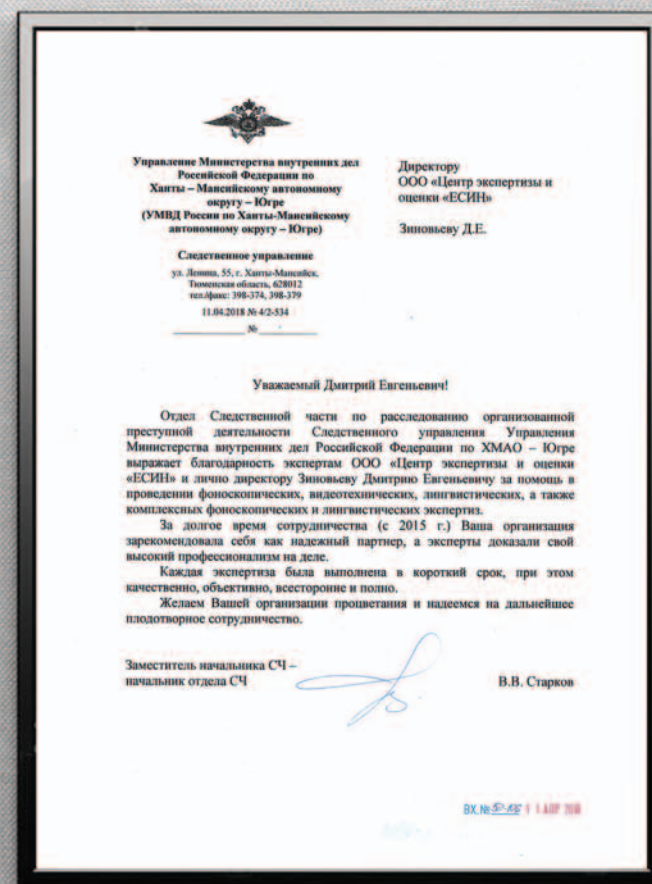 Управление Министерства внутренних дел
Российской Федерации по
Ханты – Мансийскому автономному
округу – Югре
(УМВД России по Ханты-Мансийскому
автономному округу – Югре)
Следственное управление
ул. Ленина, 55, г. Ханты-Мансийск,
Тюменская область, 628012
тел./факс: 398-374, 398-379
11.04.2018 № 4/2-534
№
Директору
ООО «Центр экспертизы и
оценки «ЕСИН»
Зиновьеву Д.Е.
Уважаемый Дмитрий Евгеньевич!
Отдел Следственной части по расследованию организованной
преступной деятельности Следственного управления Управления
Министерства внутренних дел Российской Федерации по ХМАО – Югре
выражает благодарность экспертам ООО «Центр экспертизы и оценки
«ЕСИН» и лично директору Зиновьеву Дмитрию Евгеньевичу за помощь в
проведении фоноскопических, видеотехнических, лингвистических, а также
комплексных фоноскопических и лингвистических экспертиз.
За долгое время сотрудничества (с 2015 г.) Ваша организация
зарекомендовала себя как надежный партнер, а эксперты доказали свой
высокий профессионализм на деле.
Каждая экспертиза была выполнена в короткий срок, при этом
качественно, объективно, всесторонне и полно.
Желаем Вашей организации процветания и надеемся на дальнейшее
плодотворное сотрудничество.
Заместитель начальника СЧ –
начальник отдела СЧ
В.В. Старков
ВХ.№ 1 1 АПР 2018